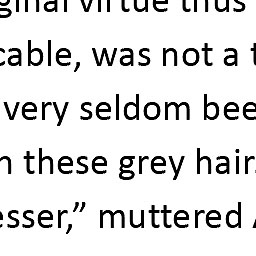 ginal virtue thus
cable, was not a t
very seldom bee
n these grey hair.
esser,” muttered